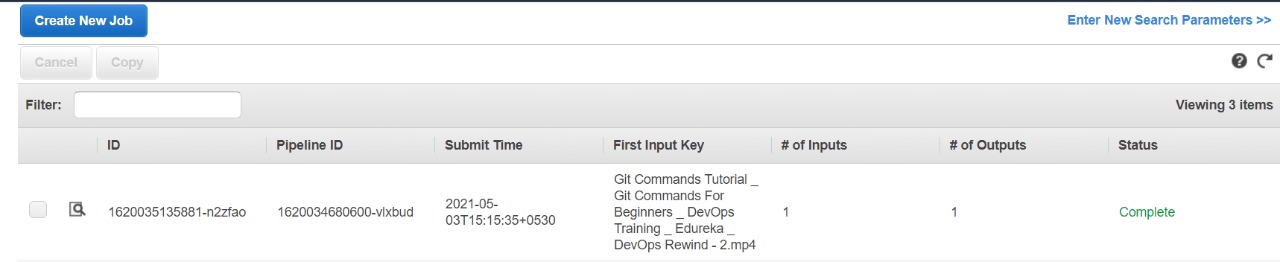 Create New Job
Enter New Search Parameters >>
Cancel
Copy
Filter:
Viewing 3 items
ID
Pipeline ID
Submit Time
First Input Key
# of Inputs
# of Outputs
Status
1620035135881-n2zfao
1620034680600-vlxbud
2021-05-
03T15:15:35+0530
Git Commands Tutorial _
Git Commands For
Beginners _ DevOps
Training _ Edureka _
DevOps Rewind - 2.mp4
1
1
Complete